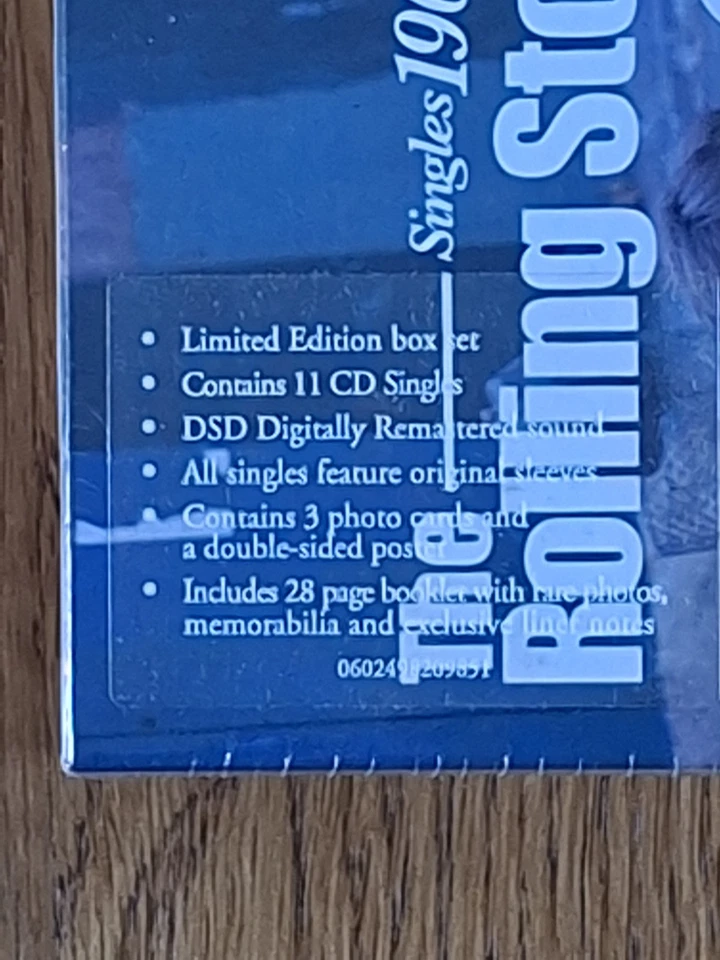 Singles 196
The Rolling Sto
• Limited Edition box set
• Contains 11 CD Singles
• DSD Digitally Remastered sound
• All singles feature original sleeves
• Contains 3 photo cards and
a double-sided poster
• Includes 28 page booklet with rare photos,
memorabilia and exclusive liner notes
0602498209851